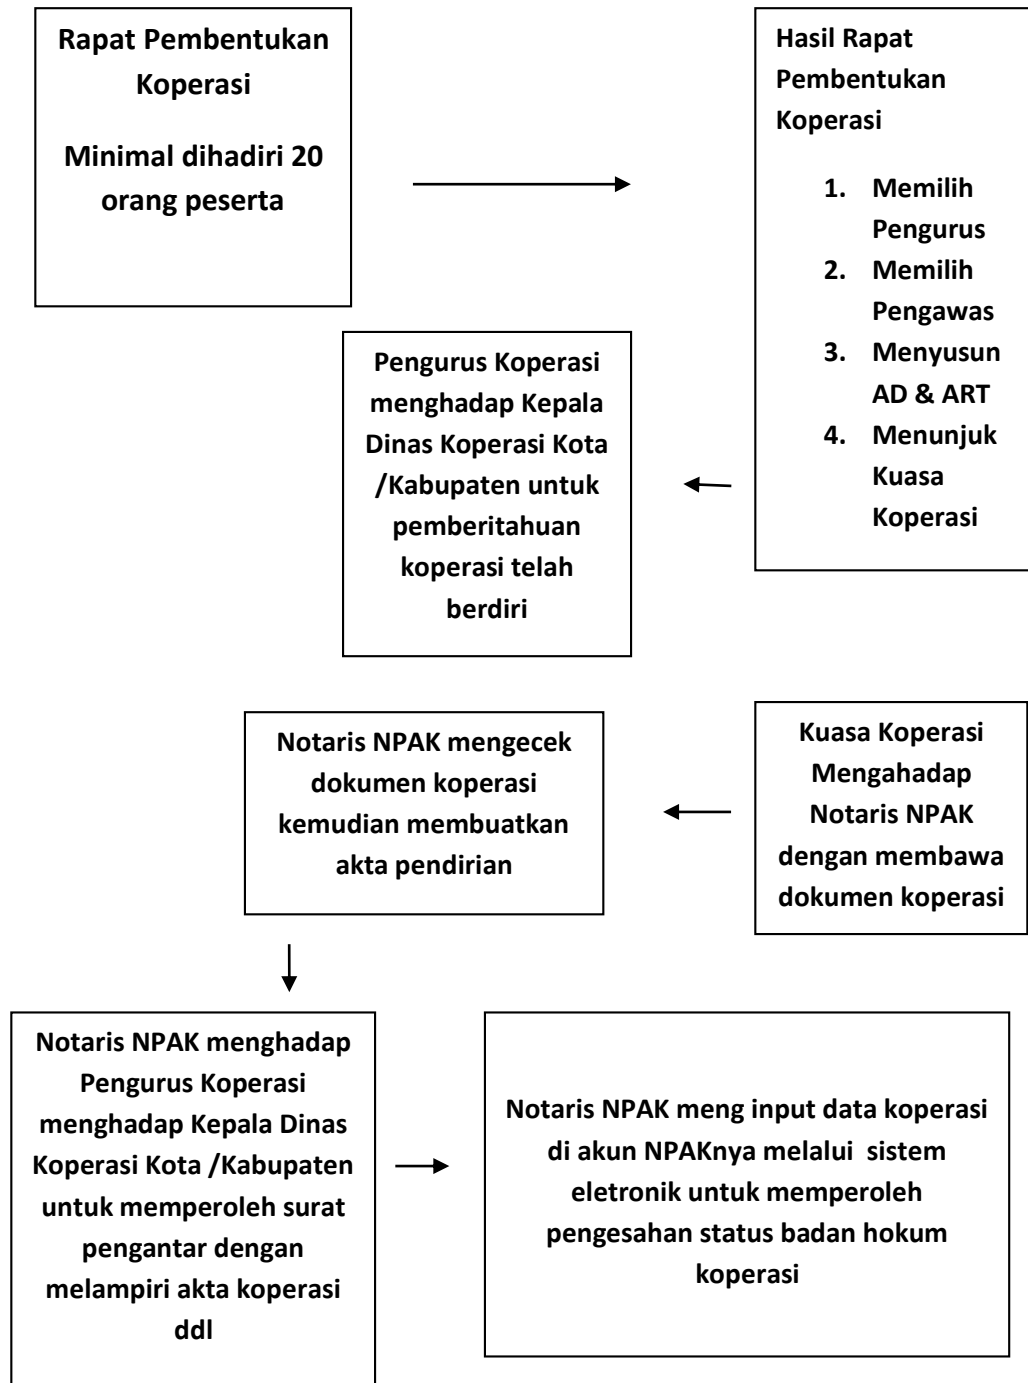 Rapat Pembentukan
Koperasi
Minimal dihadiri 20
orang peserta
Hasil Rapat
Pembentukan
Koperasi
1. Memilih
Pengurus
2. Memilih
Pengawas
3. Menyusun
AD & ART
4. Menunjuk
Kuasa
Koperasi
Pengurus Koperasi
menghadap Kepala
Dinas Koperasi Kota
/Kabupaten untuk
pemberitahuan
koperasi telah
berdiri
Kuasa Koperasi
Mengahadap
Notaris NPAK
dengan membawa
dokumen koperasi
Notaris NPAK mengecek
dokumen koperasi
kemudian membuatkan
akta pendirian
Notaris NPAK menghadap
Pengurus Koperasi
menghadap Kepala Dinas
Koperasi Kota /Kabupaten
untuk memperoleh surat
pengantar dengan
melampiri akta koperasi
ddl
Notaris NPAK meng input data koperasi
di akun NPAKnya melalui sistem
eletronik untuk memperoleh
pengesahan status badan hokum
koperasi